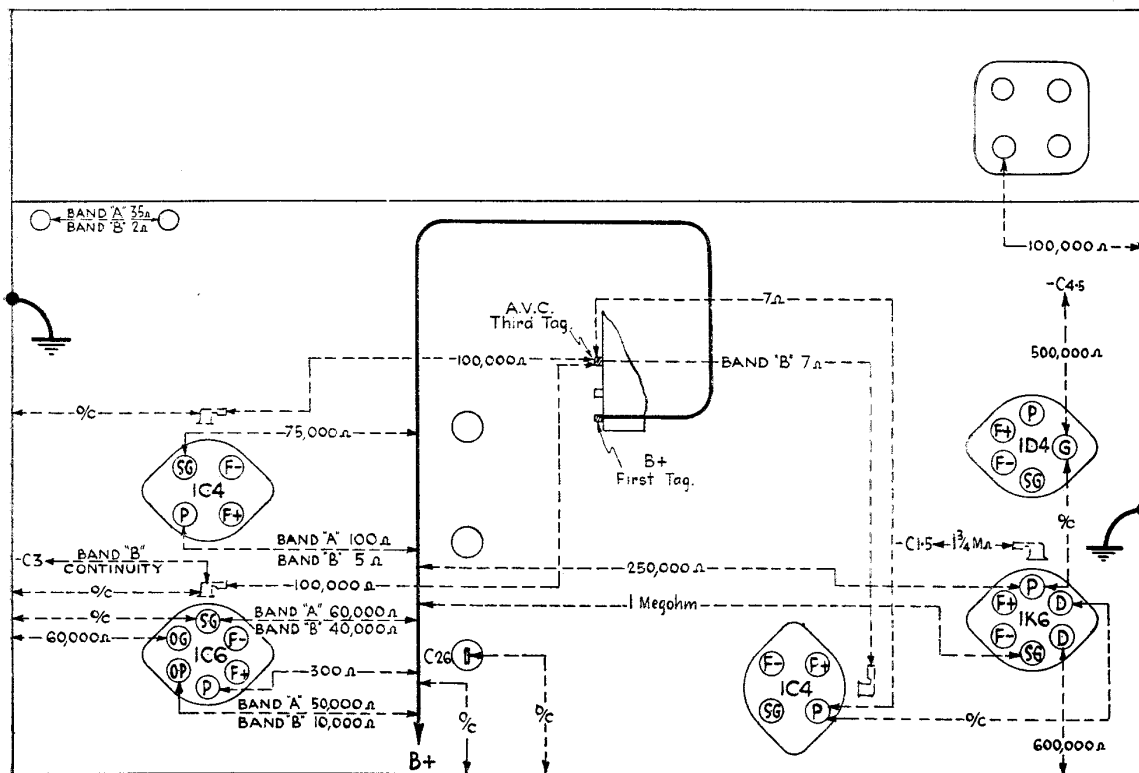 BAND "A" 35Ω
BAND "B" 2Ω
100,000 Ω
-C4·5
7Ω
A.V.C.
Third Tag.
100,000Ω
BAND "B" 7Ω
500,000Ω
O/C
75,000Ω
P
F+
1D4
G
F-
SG
B+
First Tag.
SG
F-
1C4
P
F+
O/C
BAND "A" 100Ω
BAND "B" 5Ω
-C1·5
1¾ MΩ
-C3
BAND "B"
CONTINUITY
100,000Ω
250,000Ω
O/C
1 Megohm
P
F+
D
1K6
F-
D
SG
O/C
BAND "A" 60,000Ω
BAND "B" 40,000Ω
60,000Ω
SG
OG
F-
1C6
OP
F+
P
300Ω
C26
F-
F+
1C4
SG
P
BAND "A" 50,000Ω
BAND "B" 10,000Ω
O/C
O/C
O/C
600,000Ω
B+